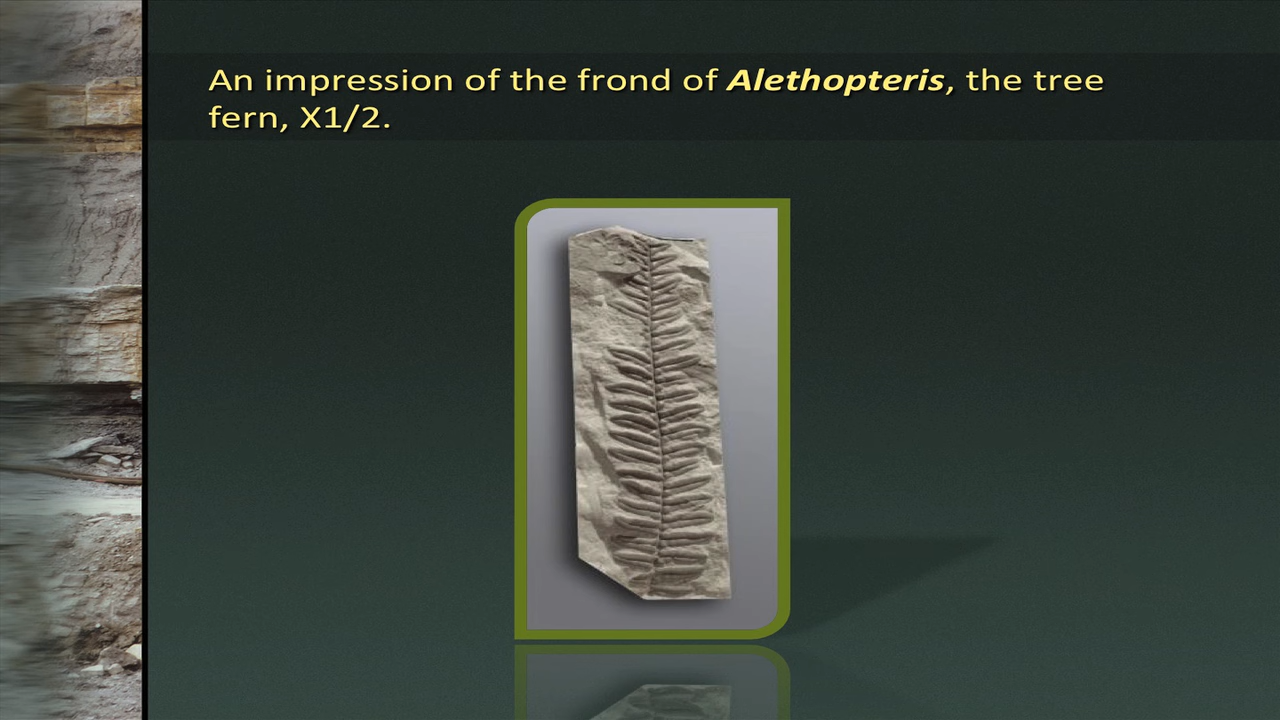 An impression of the frond of Alethopteris, the tree
fern, X1/2.